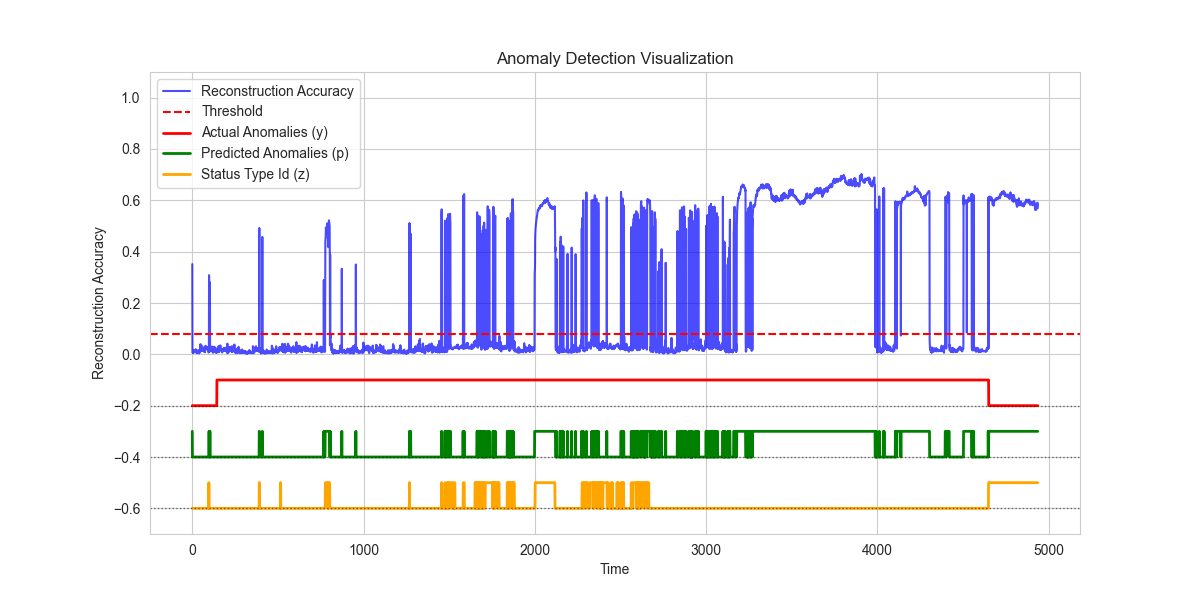 Anomaly Detection Visualization
Reconstruction Accuracy
Threshold
Actual Anomalies (y)
Predicted Anomalies (p)
Status Type Id (z)
Reconstruction Accuracy
1.0
0.8
0.6
0.4
0.2
0.0
−0.2
−0.4
−0.6
0 1000 2000 3000 4000 5000
Time